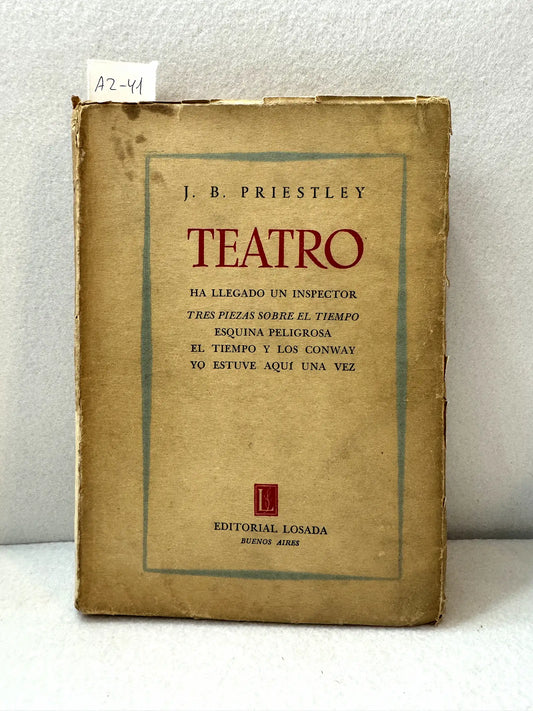 A2-41
J. B. PRIESTLEY
TEATRO
HA LLEGADO UN INSPECTOR
TRES PIEZAS SOBRE EL TIEMPO
ESQUINA PELIGROSA
EL TIEMPO Y LOS CONWAY
YO ESTUVE AQUÍ UNA VEZ
L
EDITORIAL LOSADA
BUENOS AIRES